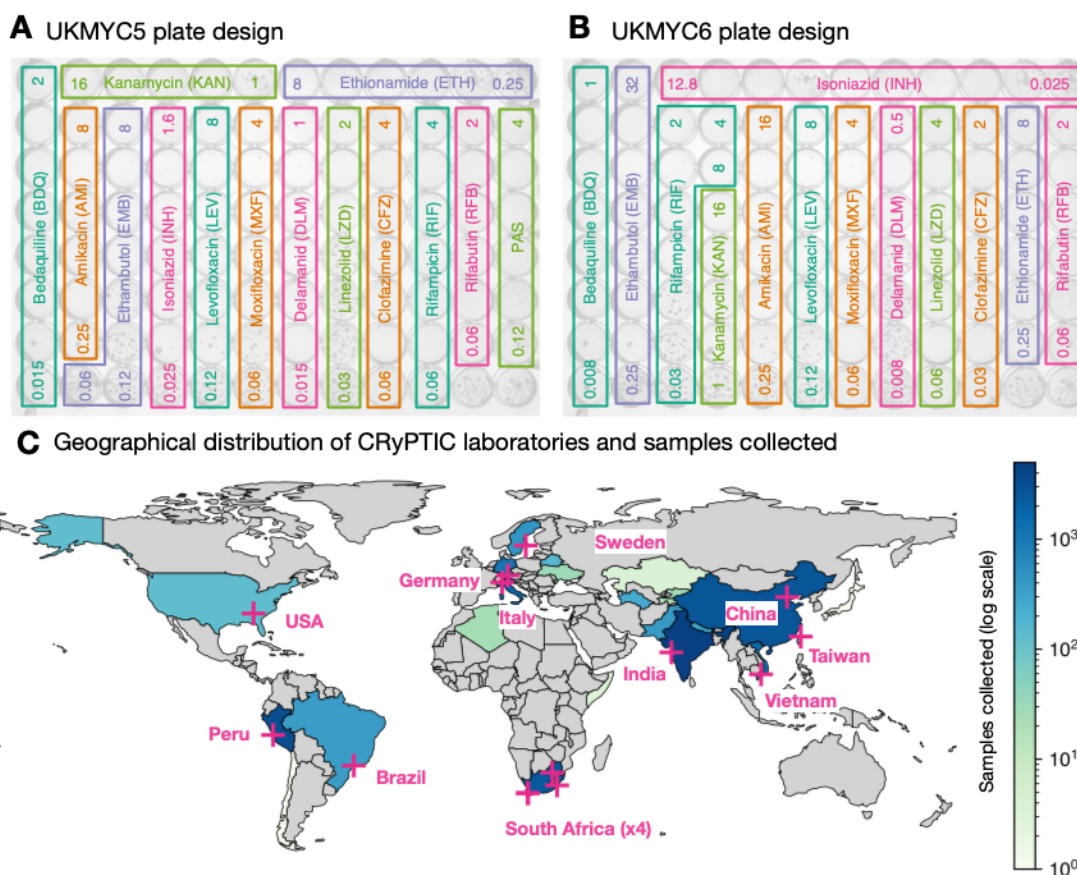 A UKMYC5 plate design
2
16 Kanamycin (KAN) 1
8 Ethionamide (ETH) 0.25
Bedaquiline (BDQ)
0.015
8
Amikacin (AMI)
0.25
8
Ethambutol (EMB)
0.06
0.12
1.6
Isoniazid (INH)
0.025
8
Levofloxacin (LEV)
0.12
4
Moxifloxacin (MXF)
0.06
1
Delamanid (DLM)
0.015
2
Linezolid (LZD)
0.03
4
Clofazimine (CFZ)
0.06
4
Rifampicin (RIF)
0.06
2
Rifabutin (RFB)
0.06
4
PAS
0.12
B UKMYC6 plate design
1
Bedaquiline (BDQ)
0.008
32
Ethambutol (EMB)
0.25
12.8 Isoniazid (INH) 0.025
2
4
8
Rifampicin (RIF)
0.03
16
Kanamycin (KAN)
1
16
Amikacin (AMI)
0.25
8
Levofloxacin (LEV)
0.12
4
Moxifloxacin (MXF)
0.06
0.5
Delamanid (DLM)
0.008
4
Linezolid (LZD)
0.06
2
Clofazimine (CFZ)
0.03
8
Ethionamide (ETH)
0.25
2
Rifabutin (RFB)
0.06
C Geographical distribution of CRyPTIC laboratories and samples collected
Sweden
Germany
Italy
USA
China
Taiwan
India
Vietnam
Peru
Brazil
South Africa (x4)
Samples collected (log scale)
10³
10²
10¹
10⁰